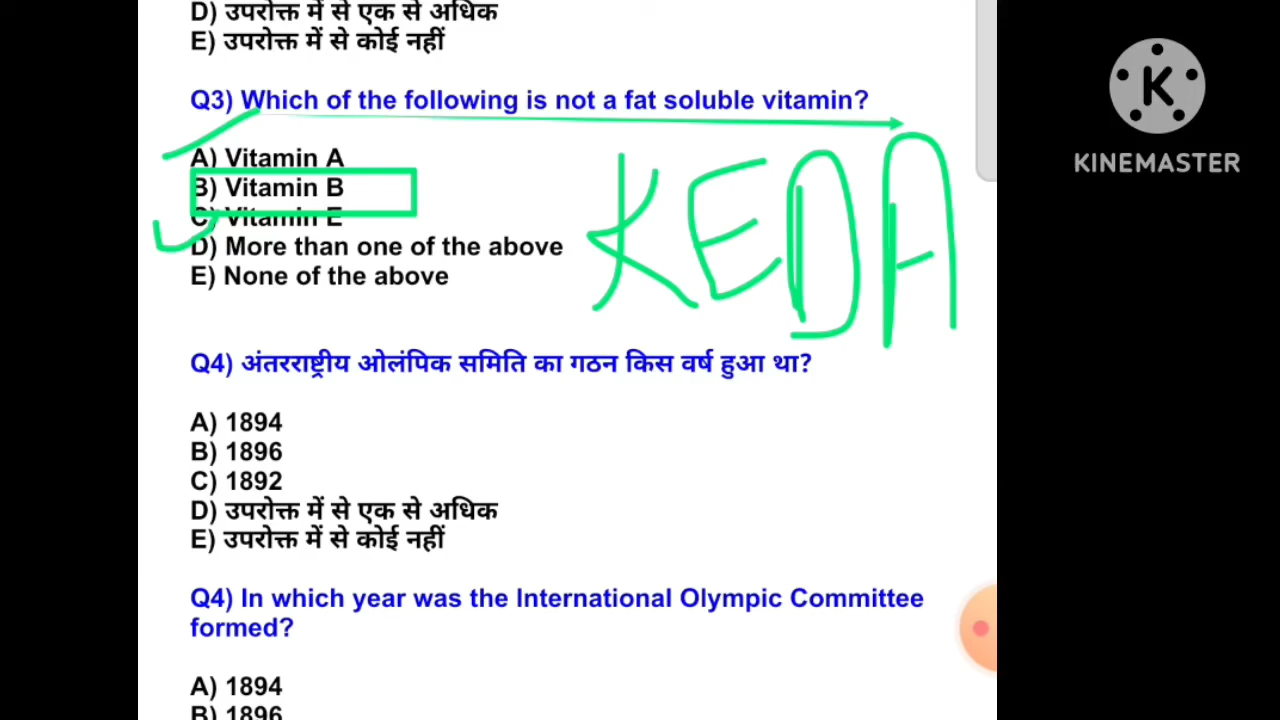 D) उपरोक्त में से एक से अधिक
E) उपरोक्त में से कोई नहीं
Q3) Which of the following is not a fat soluble vitamin?
A) Vitamin A
B) Vitamin B
C) Vitamin E
D) More than one of the above
E) None of the above
KEDA
Q4) अंतरराष्ट्रीय ओलंपिक समिति का गठन किस वर्ष हुआ था?
A) 1894
B) 1896
C) 1892
D) उपरोक्त में से एक से अधिक
E) उपरोक्त में से कोई नहीं
Q4) In which year was the International Olympic Committee
formed?
A) 1894
B) 1896
K
KINEMASTER